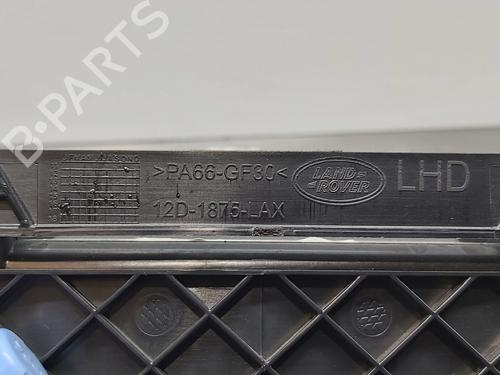 B-PARTS
>PA66-GF30<
LAND-
-ROVER
LHD
12D-1875-LAX